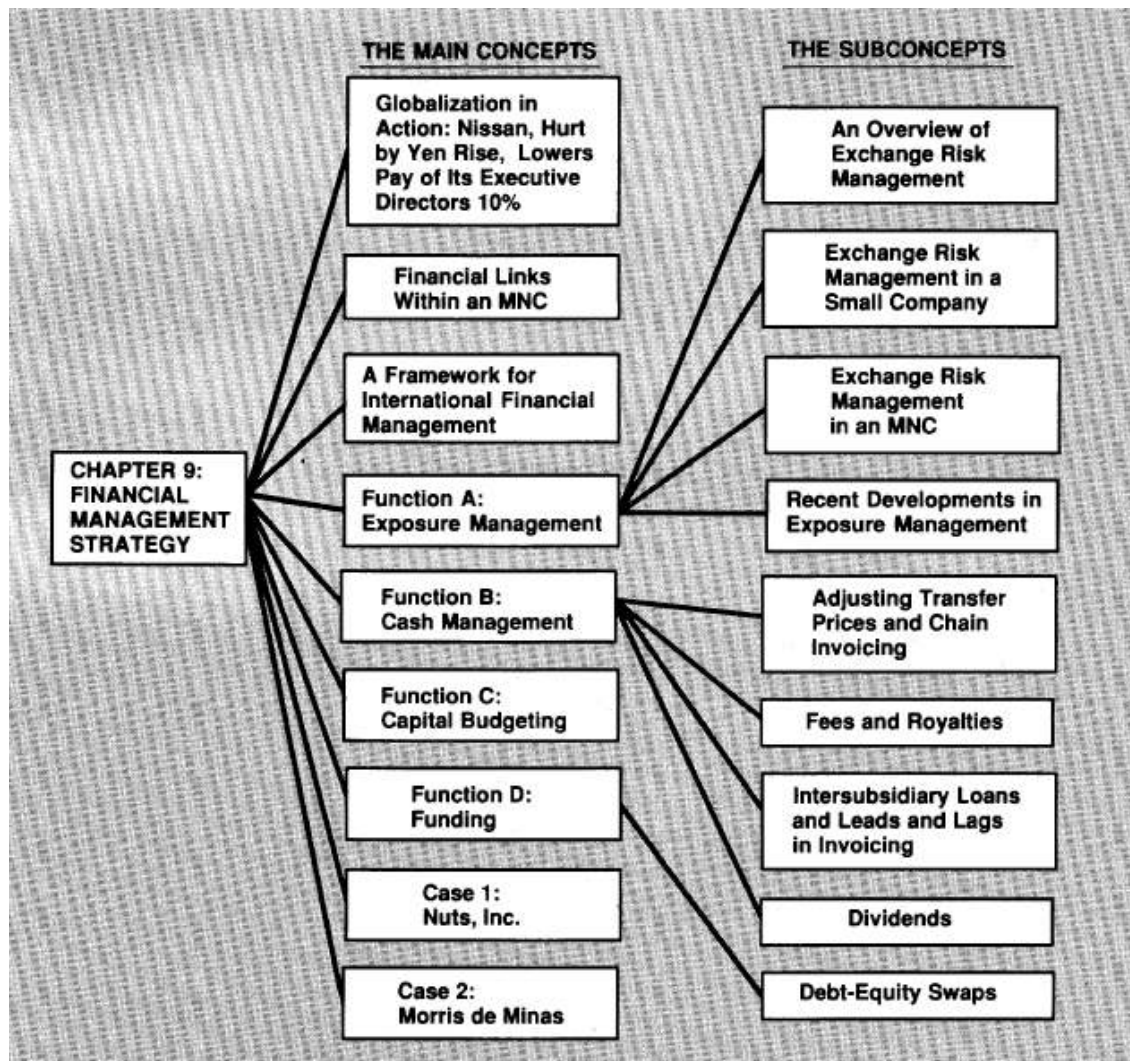 THE MAIN CONCEPTS
THE SUBCONCEPTS
CHAPTER 9:
FINANCIAL
MANAGEMENT
STRATEGY
Globalization in
Action: Nissan, Hurt
by Yen Rise, Lowers
Pay of Its Executive
Directors 10%
Financial Links
Within an MNC
A Framework for
International Financial
Management
Function A:
Exposure Management
Function B:
Cash Management
Function C:
Capital Budgeting
Function D:
Funding
Case 1:
Nuts, Inc.
Case 2:
Morris de Minas
An Overview of
Exchange Risk
Management
Exchange Risk
Management in a
Small Company
Exchange Risk
Management
in an MNC
Recent Developments in
Exposure Management
Adjusting Transfer
Prices and Chain
Invoicing
Fees and Royalties
Intersubsidiary Loans
and Leads and Lags
in Invoicing
Dividends
Debt-Equity Swaps